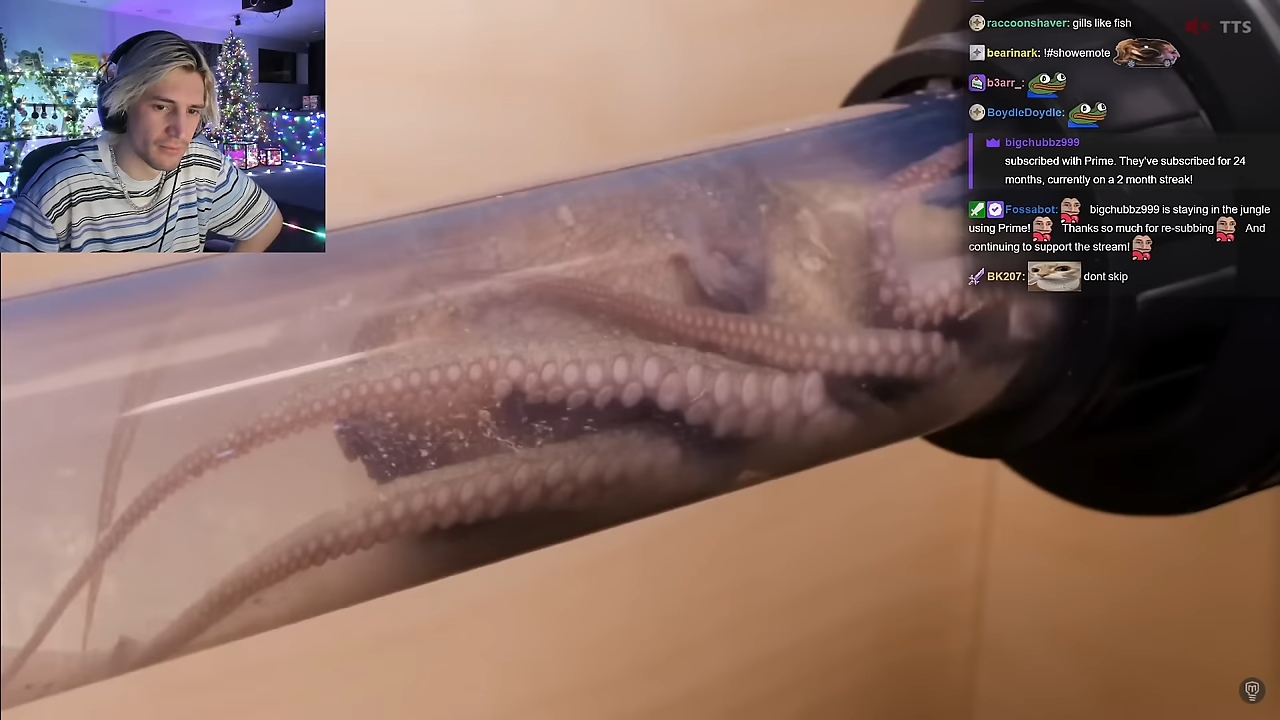 raccoonshaver: gills like fish
TTS
bearinark: !#showemote
b3arr_:
BoydleDoydle:
bigchubbz999
subscribed with Prime. They've subscribed for 24
months, currently on a 2 month streak!
Fossabot: bigchubbz999 is staying in the jungle
using Prime! Thanks so much for re-subbing And
continuing to support the stream!
BK207: dont skip